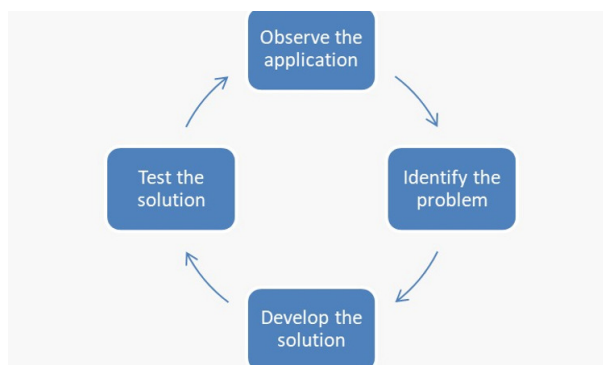 Observe the
application
Identify the
problem
Develop the
solution
Test the
solution